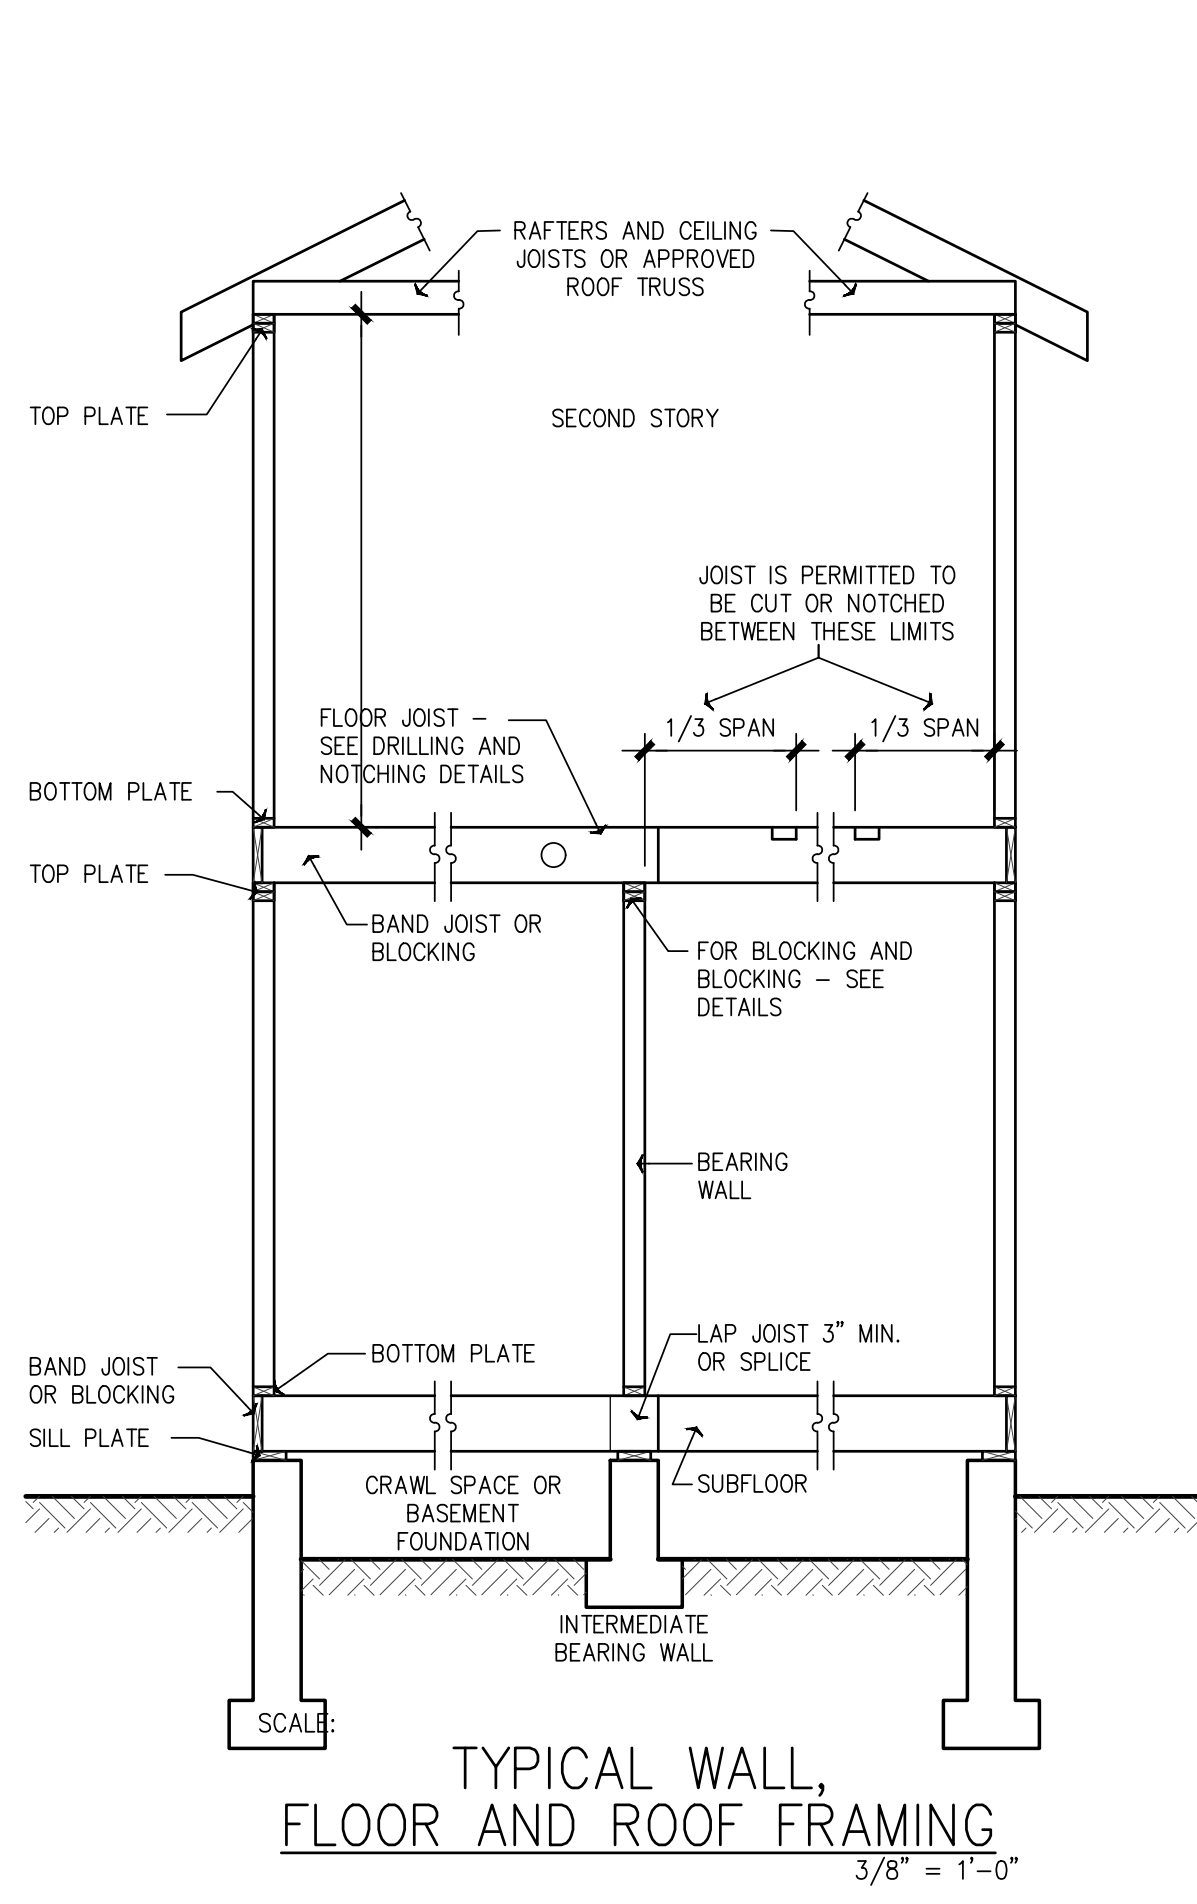 RAFTERS AND CEILING
JOISTS OR APPROVED
ROOF TRUSS
TOP PLATE
SECOND STORY
JOIST IS PERMITTED TO
BE CUT OR NOTCHED
BETWEEN THESE LIMITS
FLOOR JOIST –
SEE DRILLING AND
NOTCHING DETAILS
1/3 SPAN
1/3 SPAN
BOTTOM PLATE
TOP PLATE
BAND JOIST OR
BLOCKING
FOR BLOCKING AND
BLOCKING – SEE
DETAILS
BEARING
WALL
LAP JOIST 3" MIN.
OR SPLICE
BOTTOM PLATE
BAND JOIST
OR BLOCKING
SILL PLATE
CRAWL SPACE OR
BASEMENT
FOUNDATION
SUBFLOOR
INTERMEDIATE
BEARING WALL
SCALE:
TYPICAL WALL,
FLOOR AND ROOF FRAMING
3/8" = 1'-0"